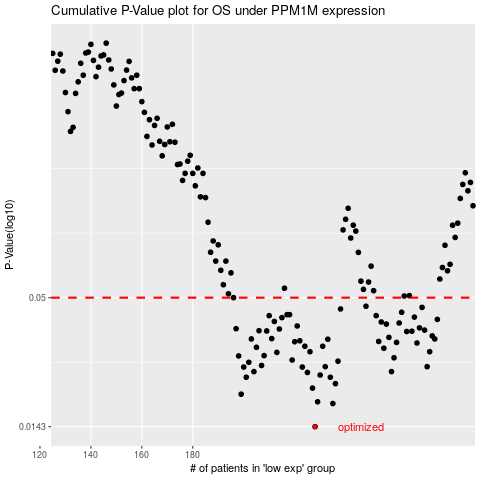 Cumulative P-Value plot for OS under PPM1M expression
P-Value(log10)
0.05
0.0143
optimized
120 140 160 180
# of patients in 'low exp' group